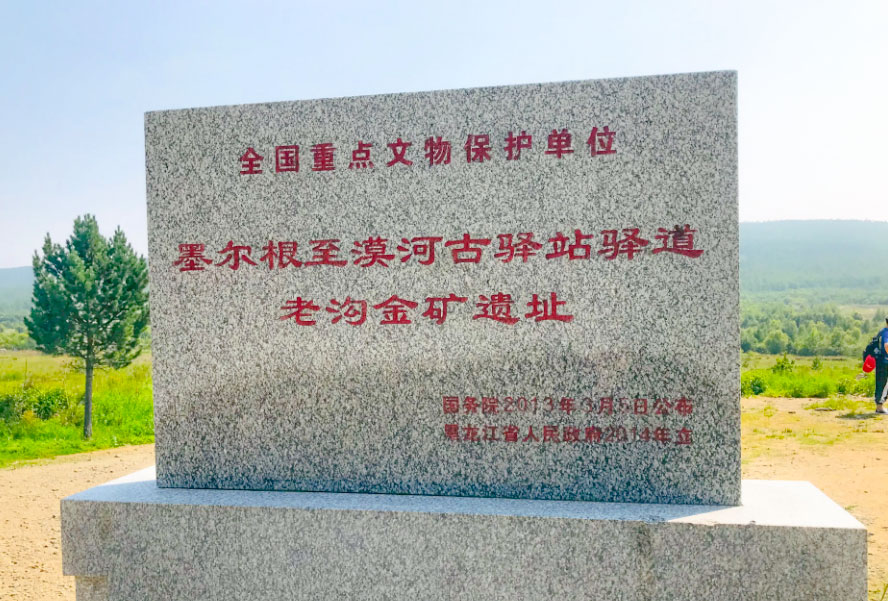 全国重点文物保护单位
墨尔根至漠河古驿站驿道
老沟金矿遗址
国务院2013年3月5日公布
黑龙江省人民政府2014年立